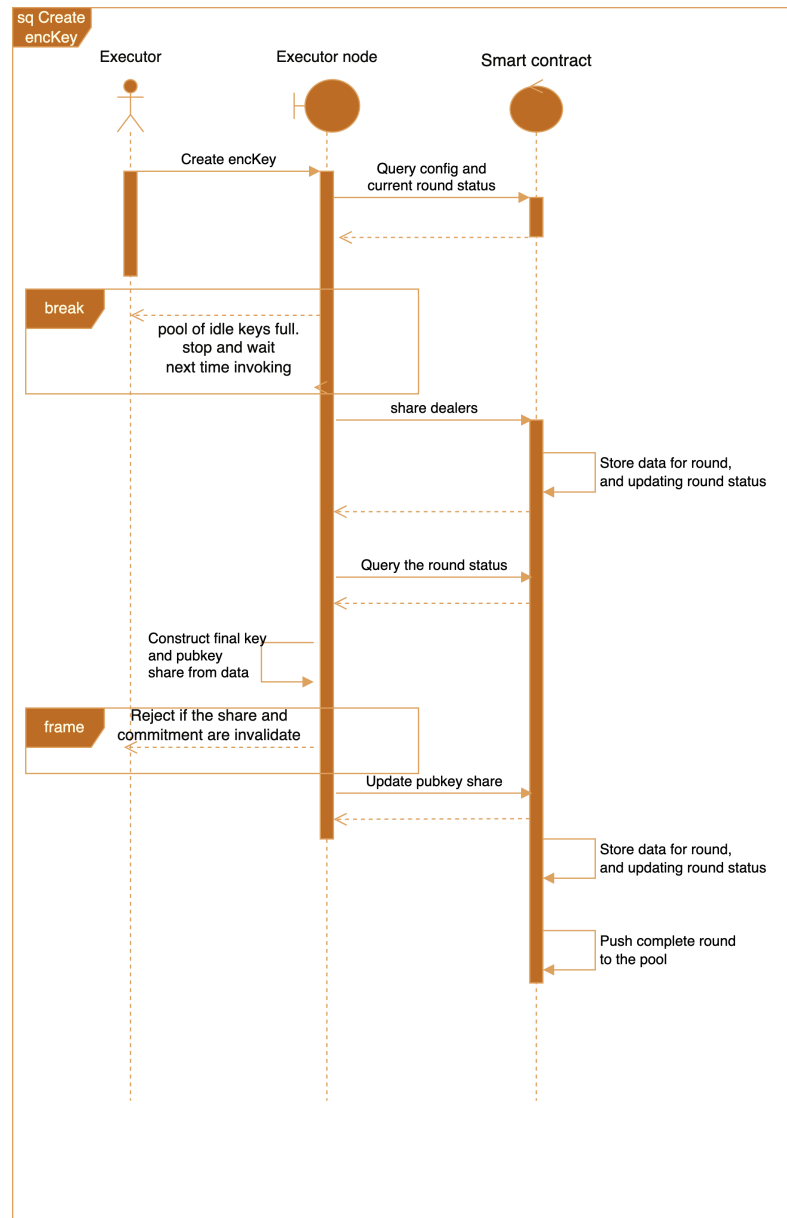 sq Create
encKey
Executor
Executor node
Smart contract
Create encKey
Query config and
current round status
break
pool of idle keys full.
stop and wait
next time invoking
share dealers
Store data for round,
and updating round status
Query the round status
Construct final key
and pubkey
share from data
frame
Reject if the share and
commitment are invalidate
Update pubkey share
Store data for round,
and updating round status
Push complete round
to the pool